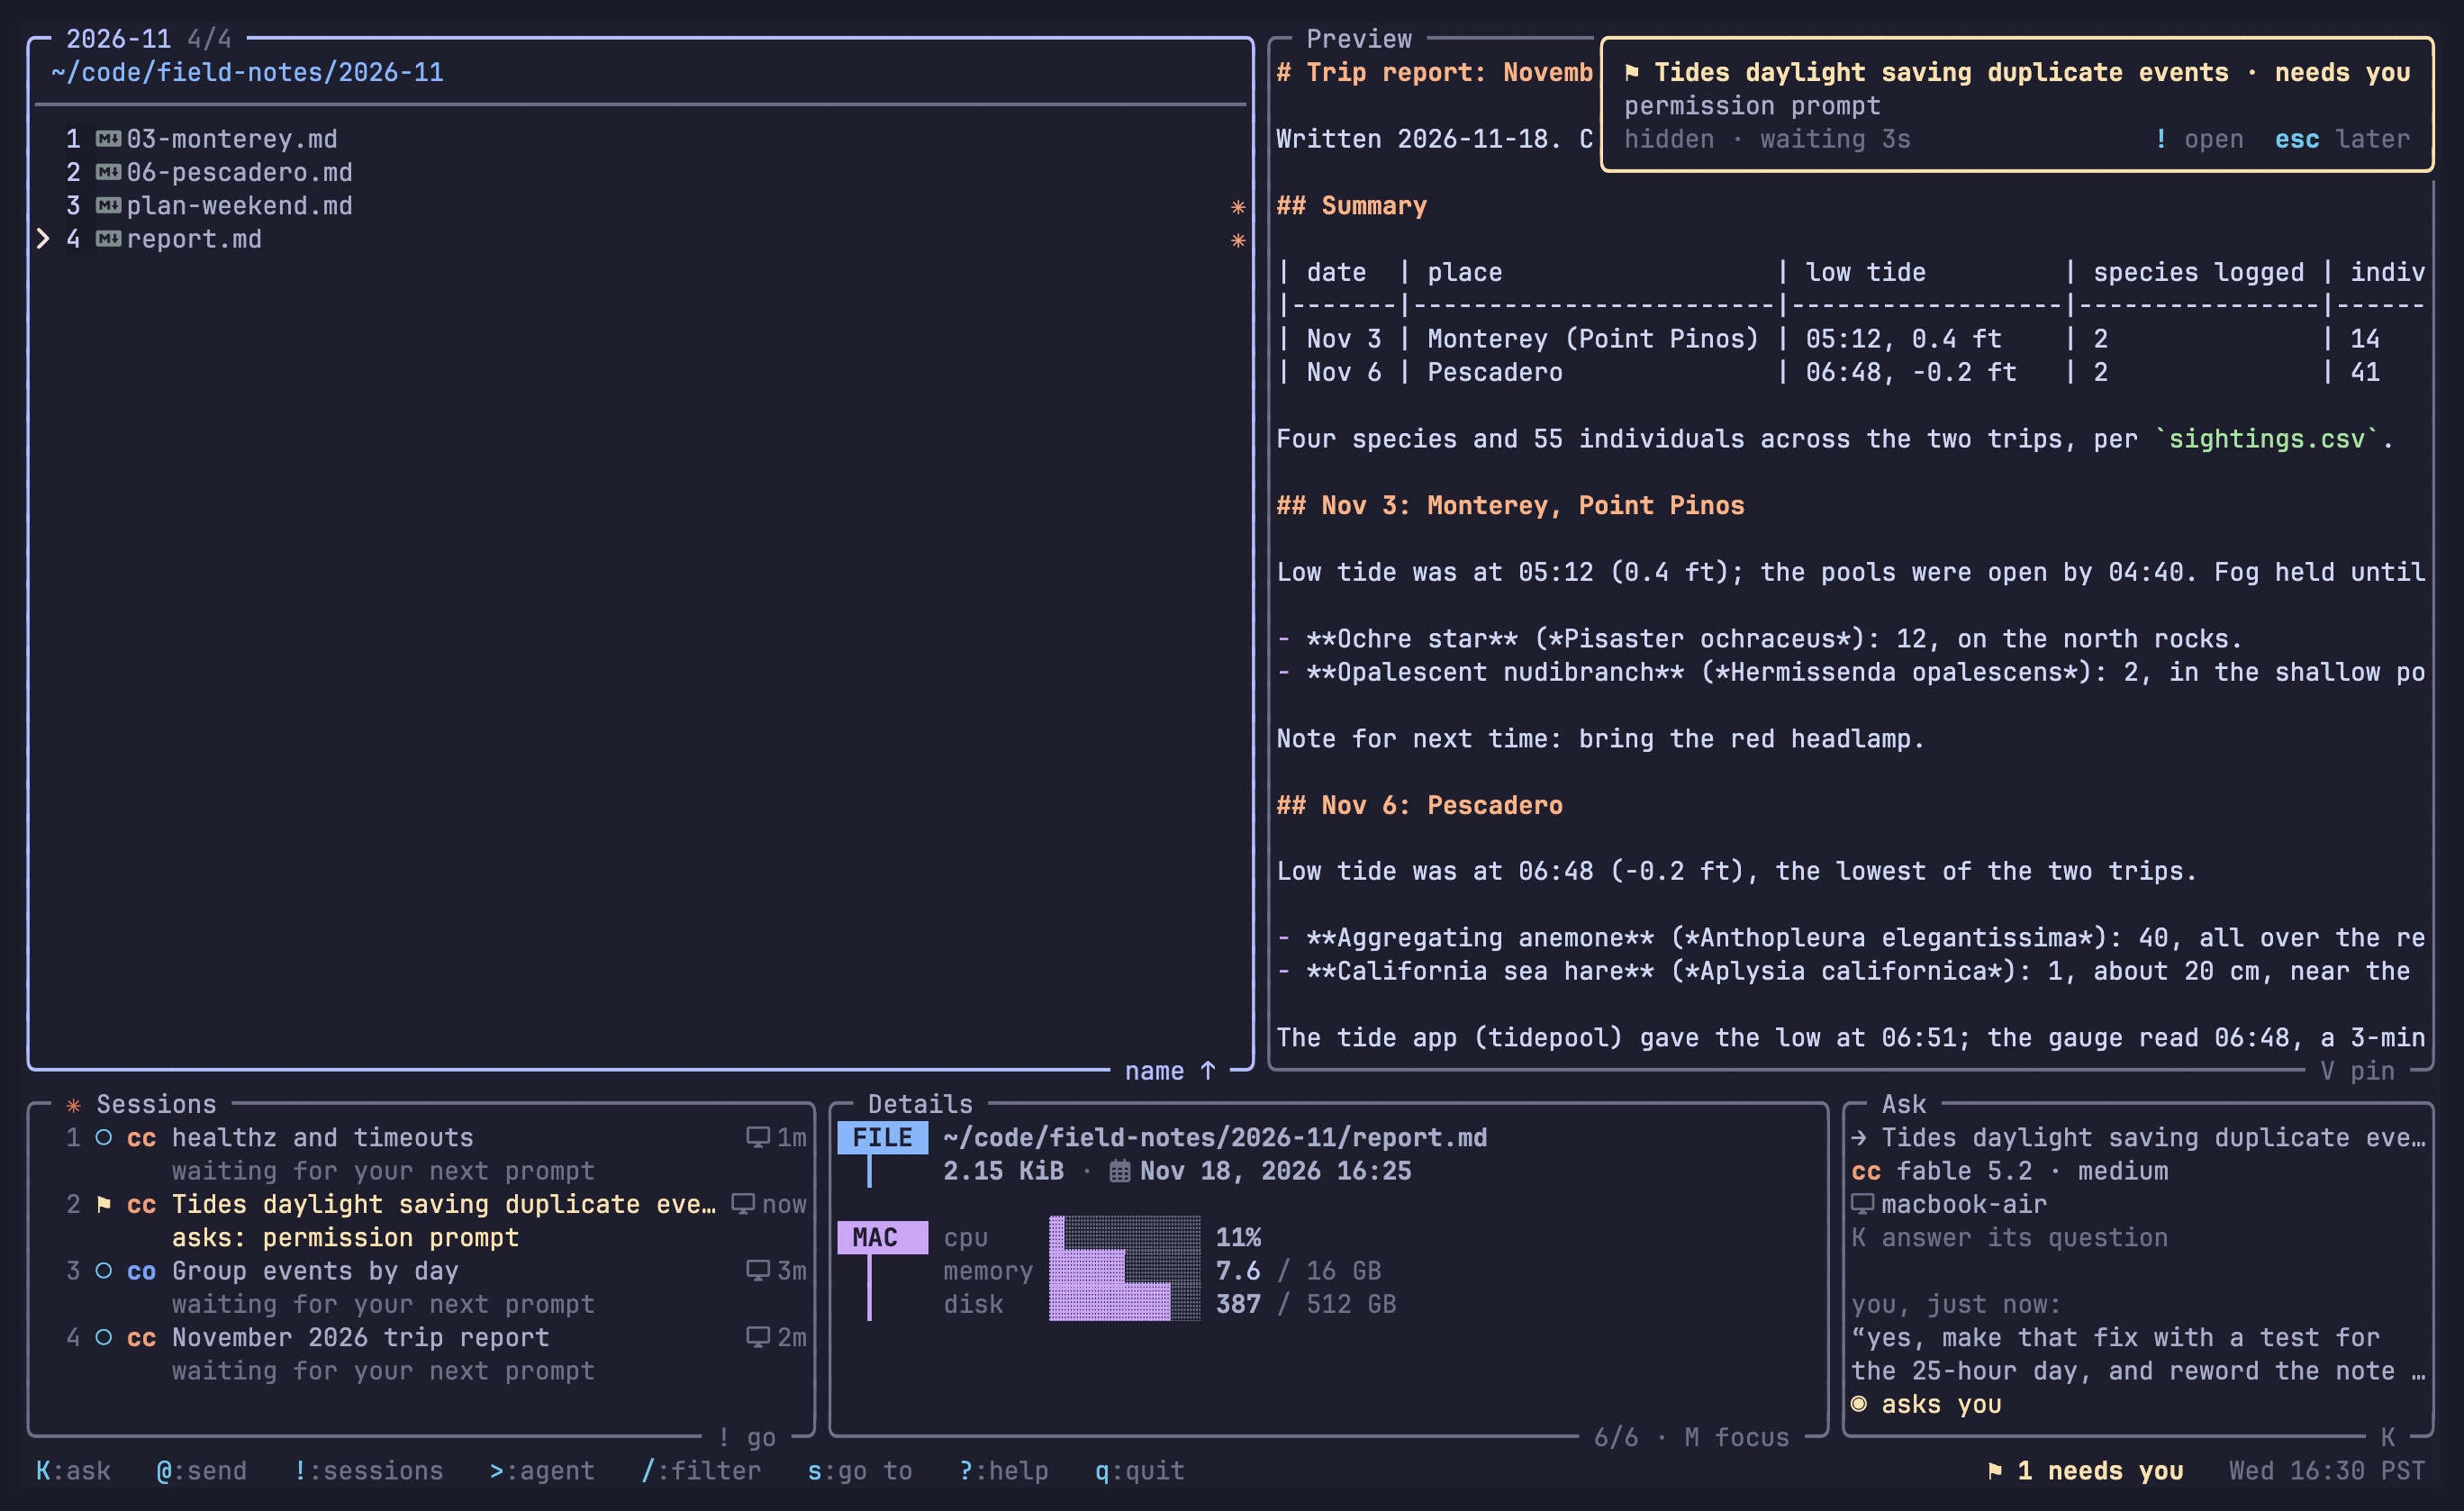 2026-11 4/4
~/code/field-notes/2026-11
1 03-monterey.md
2 06-pescadero.md
3 plan-weekend.md
4 report.md
name ↑
Preview
# Trip report: Novemb
Written 2026-11-18. C
⚑ Tides daylight saving duplicate events · needs you
permission prompt
hidden · waiting 3s ! open esc later
## Summary
| date | place | low tide | species logged | indiv
|-------|------------------------|------------------|----------------|------
| Nov 3 | Monterey (Point Pinos) | 05:12, 0.4 ft | 2 | 14
| Nov 6 | Pescadero | 06:48, -0.2 ft | 2 | 41
Four species and 55 individuals across the two trips, per `sightings.csv`.
## Nov 3: Monterey, Point Pinos
Low tide was at 05:12 (0.4 ft); the pools were open by 04:40. Fog held until
- **Ochre star** (*Pisaster ochraceus*): 12, on the north rocks.
- **Opalescent nudibranch** (*Hermissenda opalescens*): 2, in the shallow po
Note for next time: bring the red headlamp.
## Nov 6: Pescadero
Low tide was at 06:48 (-0.2 ft), the lowest of the two trips.
- **Aggregating anemone** (*Anthopleura elegantissima*): 40, all over the re
- **California sea hare** (*Aplysia californica*): 1, about 20 cm, near the
The tide app (tidepool) gave the low at 06:51; the gauge read 06:48, a 3-min
V pin
✳ Sessions
1 ○ cc healthz and timeouts 1m
waiting for your next prompt
2 ⚑ cc Tides daylight saving duplicate eve… now
asks: permission prompt
3 ○ co Group events by day 3m
waiting for your next prompt
4 ○ cc November 2026 trip report 2m
waiting for your next prompt
! go
Details
FILE ~/code/field-notes/2026-11/report.md
2.15 KiB · Nov 18, 2026 16:25
MAC cpu 11%
memory 7.6 / 16 GB
disk 387 / 512 GB
6/6 · M focus
Ask
→ Tides daylight saving duplicate eve…
cc fable 5.2 · medium
macbook-air
K answer its question
you, just now:
“yes, make that fix with a test for
the 25-hour day, and reword the note …
◉ asks you
K
K:ask @:send !:sessions >:agent /:filter s:go to ?:help q:quit
⚑ 1 needs you Wed 16:30 PST